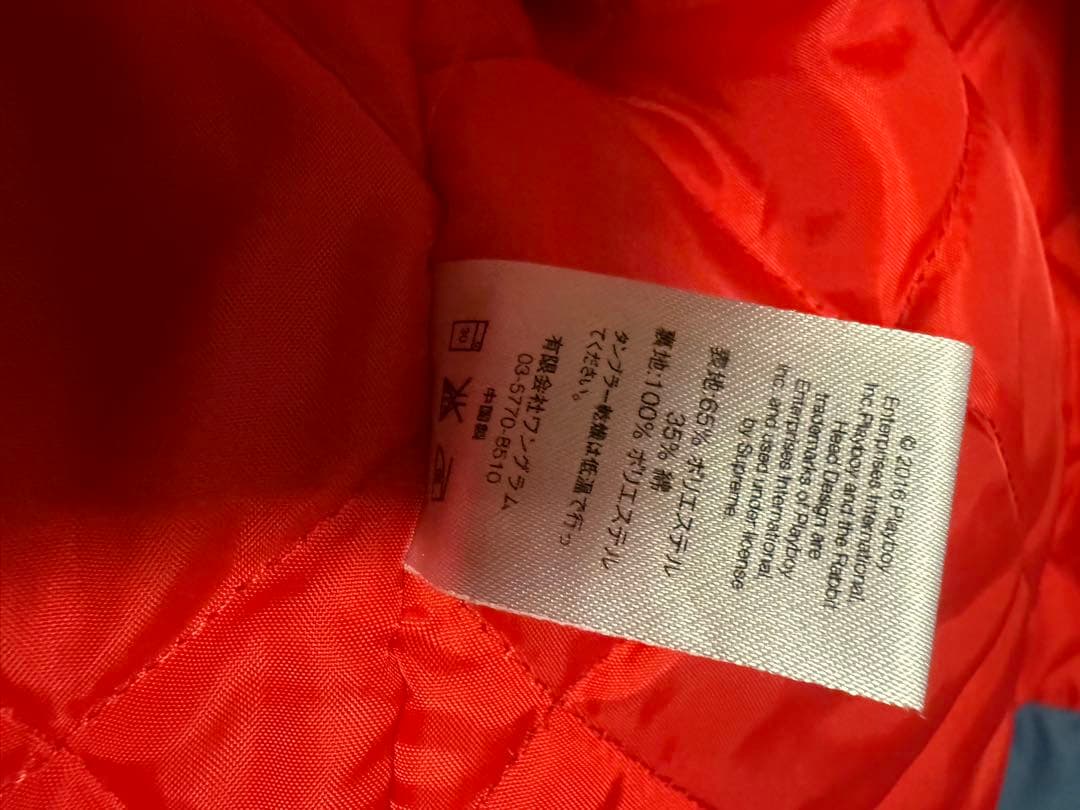 © 2016 Playboy
Enterprises International,
Inc. Playboy and the Rabbit
Head Design are
trademarks of Playboy
Enterprises International,
Inc. and used under license
by Supreme.
表地:65% ポリエステル
35% 綿
裏地:100% ポリエステル
タンブラー乾燥は低温で行っ
てください。
有限会社ワングラム
03-5770-8510
中国製